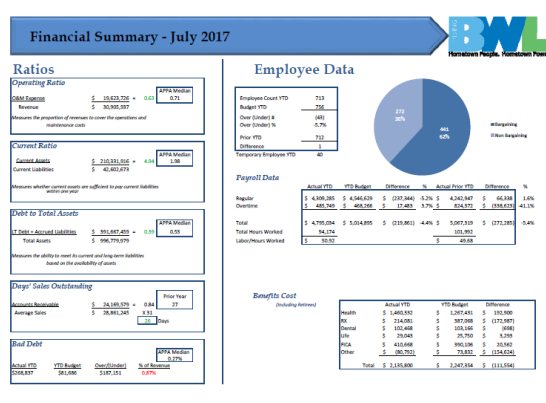 Financial Summary - July 2017
BWL
Hometown People. Hometown Power
Ratios
Operating Ratio
APPA Median
O&M Expense $ 19,623,726 = 0.63 0.71
Revenue $ 30,905,937
Measures the proportion of revenues to cover the operations and
maintenance costs
Current Ratio
APPA Median
Current Assets $ 210,331,916 = 4.94 1.98
Current Liabilities $ 42,602,673
Measures whether current assets are sufficient to pay current liabilities
within one year
Debt to Total Assets
APPA Median
LT Debt + Accrued Liabilities $ 991,687,439 = 0.99 0.53
Total Assets $ 996,779,979
Measures the ability to meet its current and long-term liabilities
based on the availability of assets
Days' Sales Outstanding
Prior Year
Accounts Receivable $ 24,169,579 = 0.84 27
Average Sales $ 28,861,245 X 31
26 Days
Bad Debt
APPA Median
0.27%
Actual YTD YTD Budget Over/(Under) % of Revenue
$268,837 $81,686 $187,151 0.87%
Employee Data
Employee Count YTD 713
Budget YTD 756
Over (Under) # (43)
Over (Under) % -5.7%
Prior YTD 712
Difference 1
Temporary Employee YTD 40
272
38%
441
62%
Bargaining
Non Bargaining
Payroll Data
Actual YTD YTD Budget Difference % Actual Prior YTD Difference %
Regular $ 4,309,285 $ 4,546,629 $ (237,344) -5.2% $ 4,242,947 $ 66,338 1.6%
Overtime $ 485,749 $ 468,266 $ 17,483 3.7% $ 824,372 $ (338,623) -41.1%
Total $ 4,795,034 $ 5,014,895 $ (219,861) -4.4% $ 5,067,319 $ (272,285) -5.4%
Total Hours Worked 94,174 101,992
Labor/Hours Worked $ 50.92 $ 49.68
Benefits Cost
(Including Retirees)
Actual YTD YTD Budget Difference
Health $ 1,460,332 $ 1,267,431 $ 192,900
RX $ 214,081 $ 387,068 $ (172,987)
Dental $ 102,468 $ 103,166 $ (698)
Life $ 29,043 $ 25,750 $ 3,293
FICA $ 410,668 $ 390,106 $ 20,562
Other $ (80,792) $ 73,832 $ (154,624)
Total $ 2,135,800 $ 2,247,354 $ (111,554)